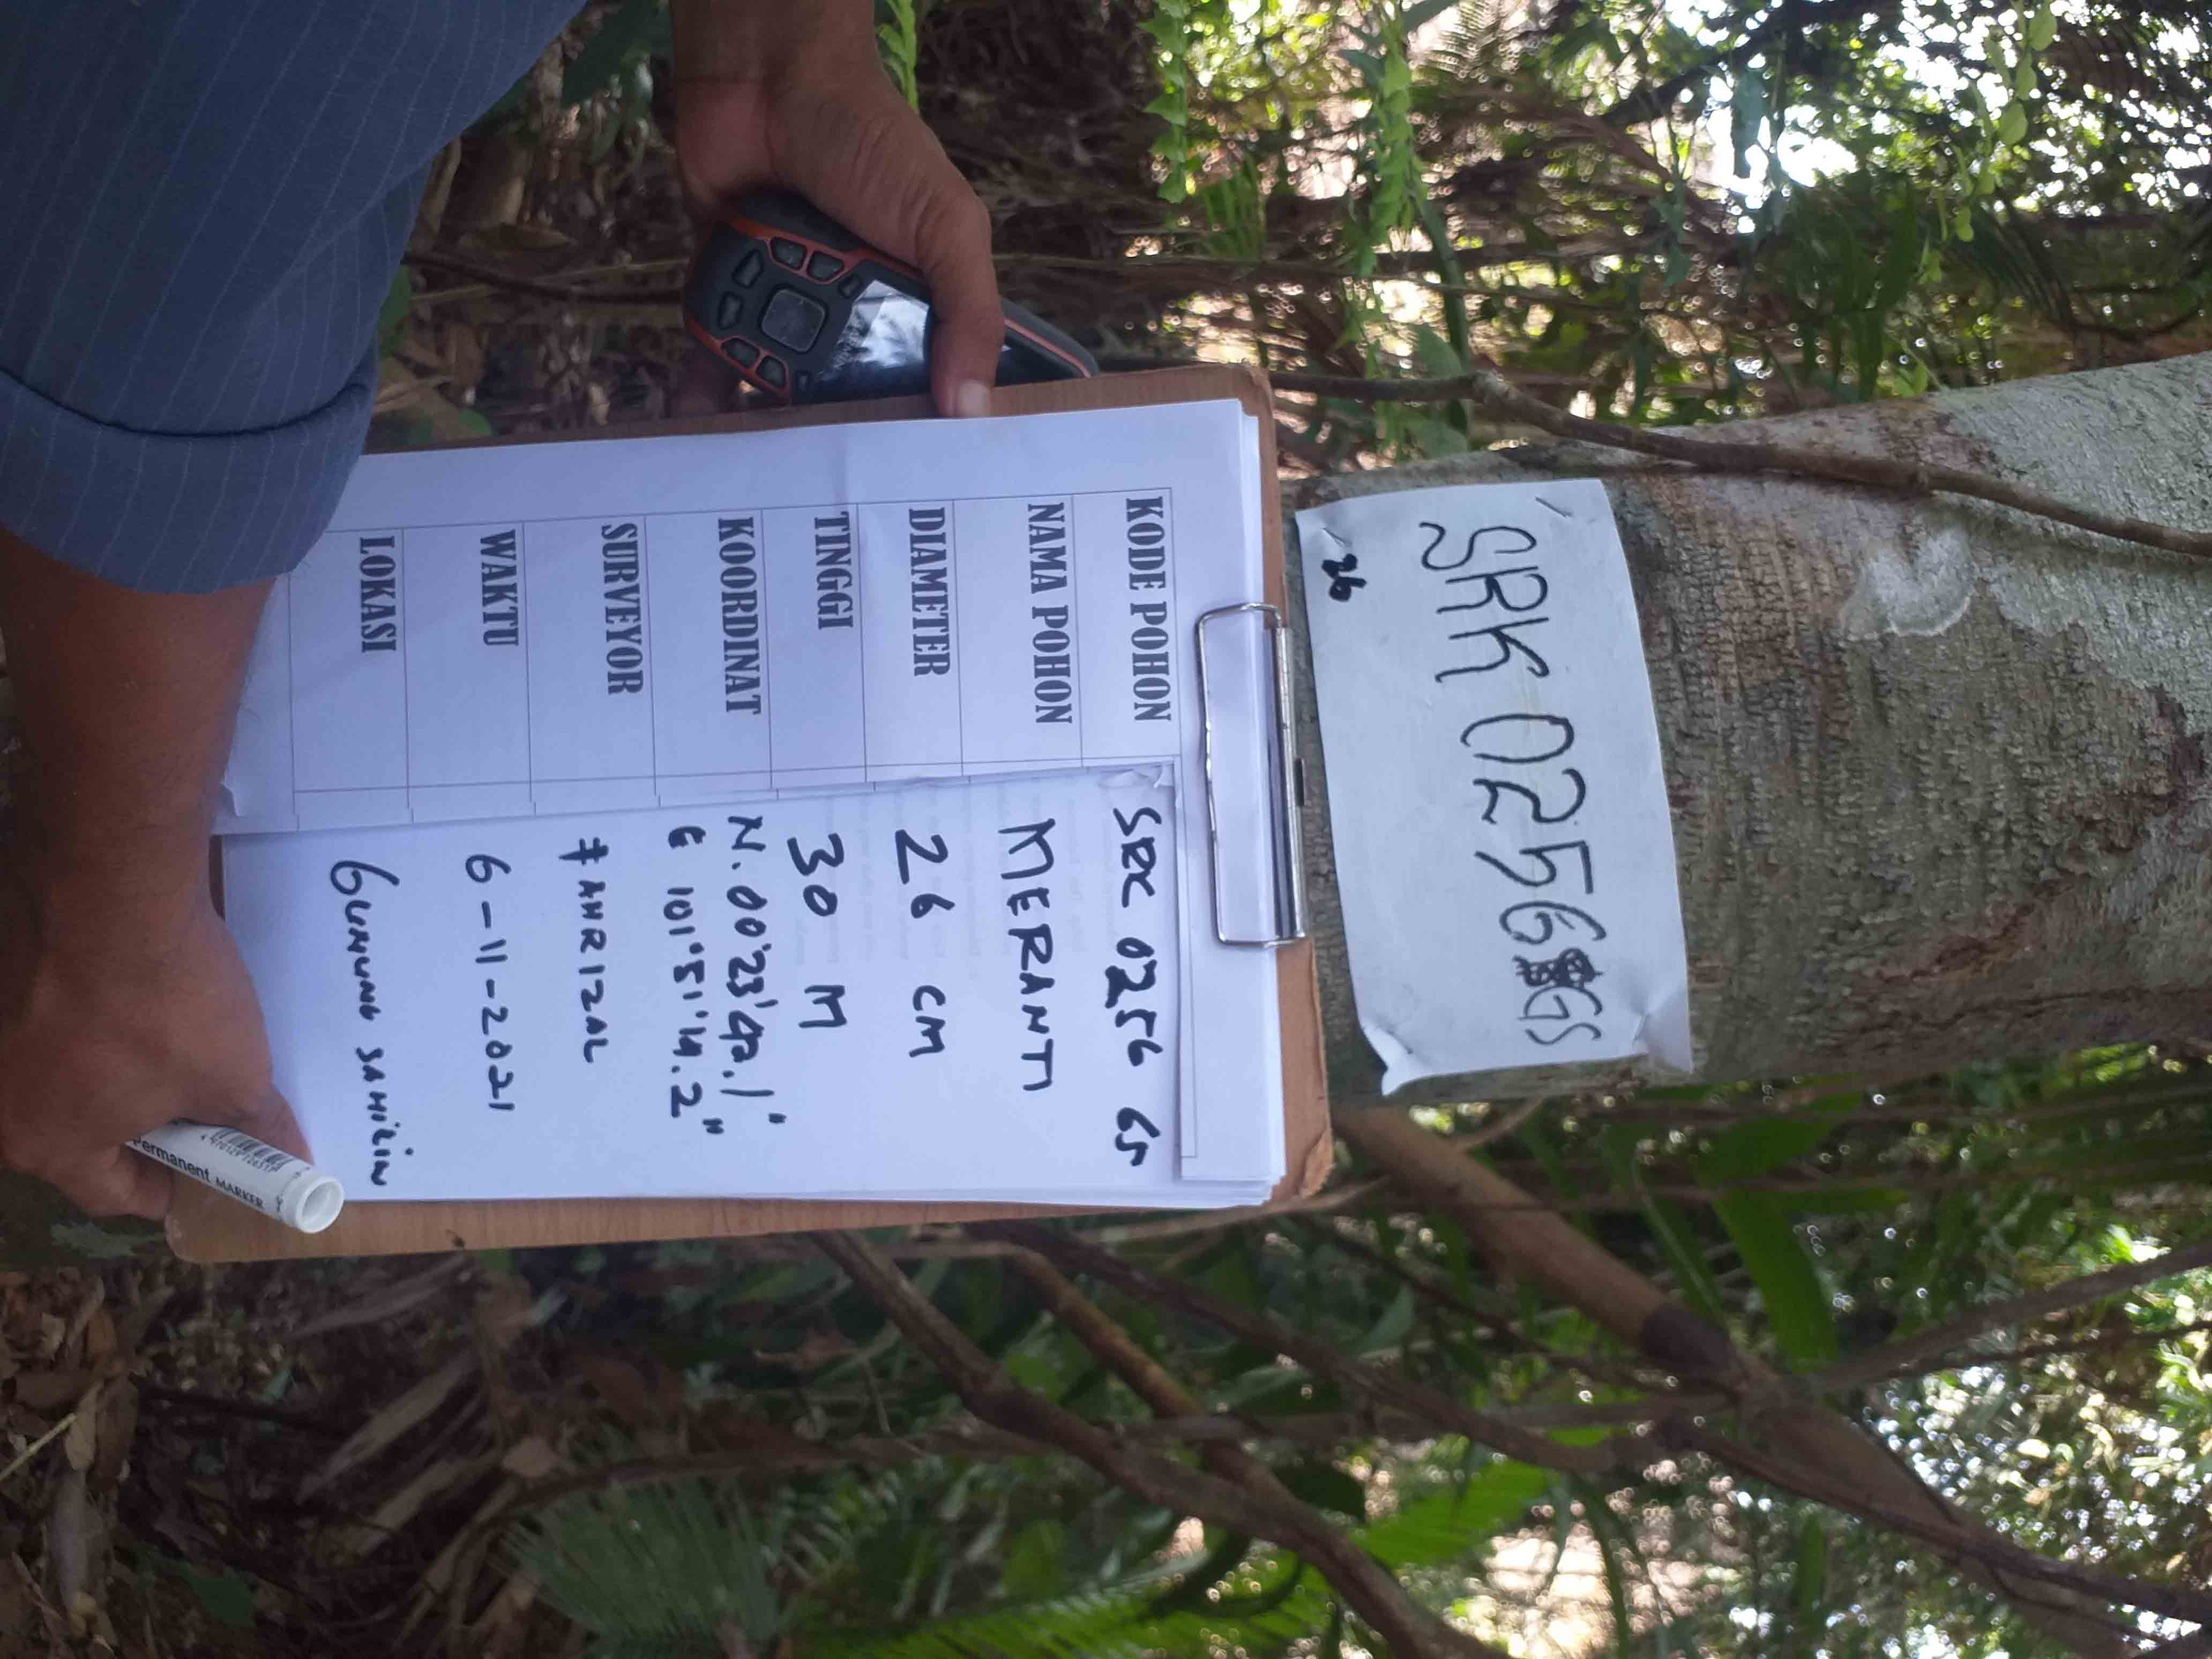 SRK 0256 GS
26
KODE POHON SRK 0256 GS
NAMA POHON MERANTI
DIAMETER 26 CM
TINGGI 30 M
KOORDINAT N. 00°23'42.1"
E 101°51'14.2"
SURVEYOR FAHRIZAL
WAKTU 6-11-2021
LOKASI GUNUNG SAHILIN
Permanent MARKER